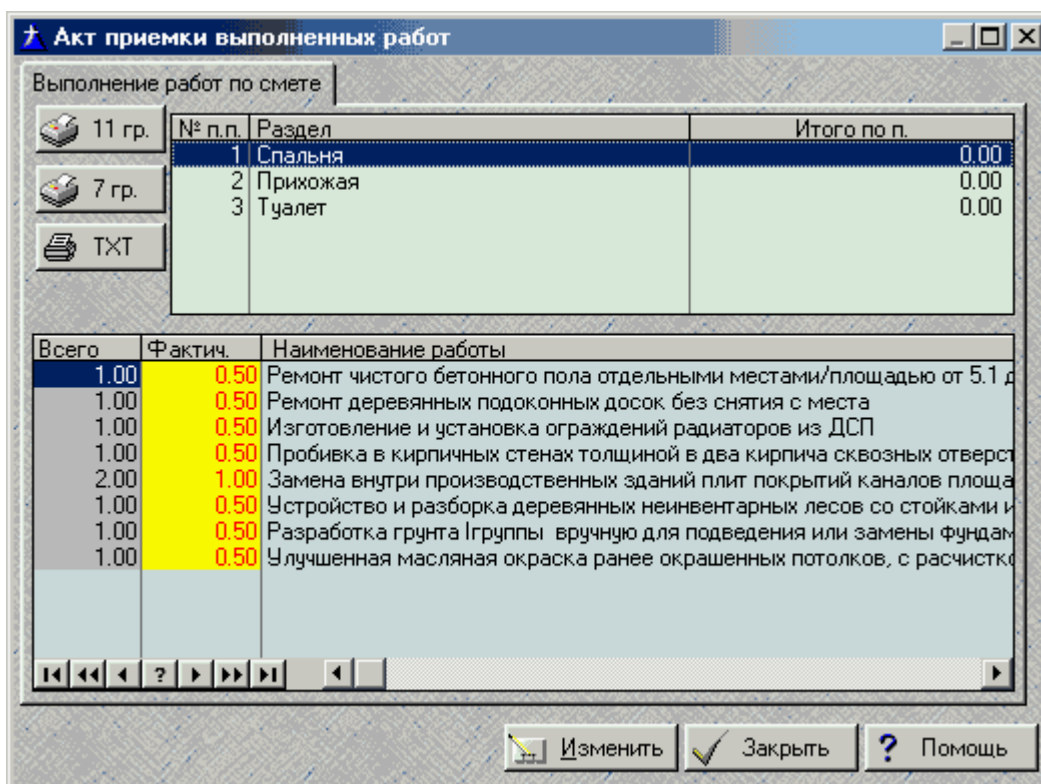 Акт приемки выполненных работ
Выполнение работ по смете
11 гр.
7 гр.
TXT
№ п.п. Раздел Итого по п.
1 Спальня 0.00
2 Прихожая 0.00
3 Туалет 0.00
Всего Фактич. Наименование работы
1.00 0.50 Ремонт чистого бетонного пола отдельными местами/площадью от 5.1 д
1.00 0.50 Ремонт деревянных подоконных досок без снятия с места
1.00 0.50 Изготовление и установка ограждений радиаторов из ДСП
1.00 0.50 Пробивка в кирпичных стенах толщиной в два кирпича сквозных отверст
2.00 1.00 Замена внутри производственных зданий плит покрытий каналов площа
1.00 0.50 Устройство и разборка деревянных неинвентарных лесов со стойками и
1.00 0.50 Разработка грунта Iгруппы вручную для подведения или замены фундам
1.00 0.50 Улучшенная масляная окраска ранее окрашенных потолков, с расчистко
?
Изменить Закрыть ? Помощь